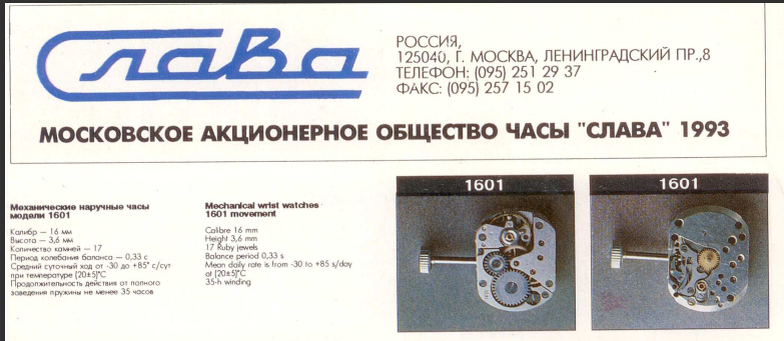 Слава
РОССИЯ,
125040, Г. МОСКВА, ЛЕНИНГРАДСКИЙ ПР.,8
ТЕЛЕФОН: (095) 251 29 37
ФАКС: (095) 257 15 02
МОСКОВСКОЕ АКЦИОНЕРНОЕ ОБЩЕСТВО ЧАСЫ "СЛАВА" 1993
Механические наручные часы
модели 1601
Калибр — 16 мм
Высота — 3,6 мм
Количество камней — 17
Период колебания баланса — 0,33 с
Средний суточный ход от -30 до +85° с/сут
при температуре (20±5)°С
Продолжительность действия от полного
заведения пружины не менее 35 часов
Mechanical wrist watches
1601 movement
Calibre 16 mm
Height 3,6 mm
17 Ruby jewels
Balance period 0,33 s
Mean daily rate is from -30 to +85 s/day
at (20±5)°C
35-h winding
1601
1601